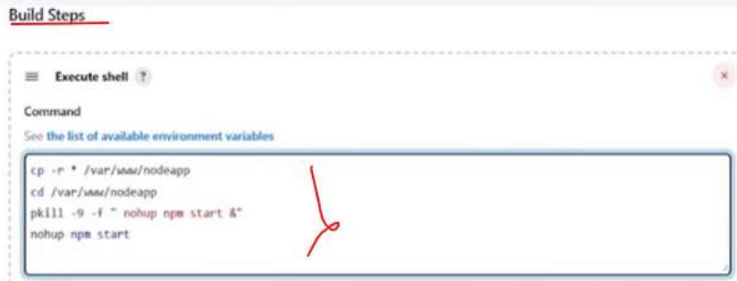 Build Steps
Execute shell ?
Command
See the list of available environment variables
cp -r * /var/www/nodeapp
cd /var/www/nodeapp
pkill -9 -f " nohup npm start &"
nohup npm start